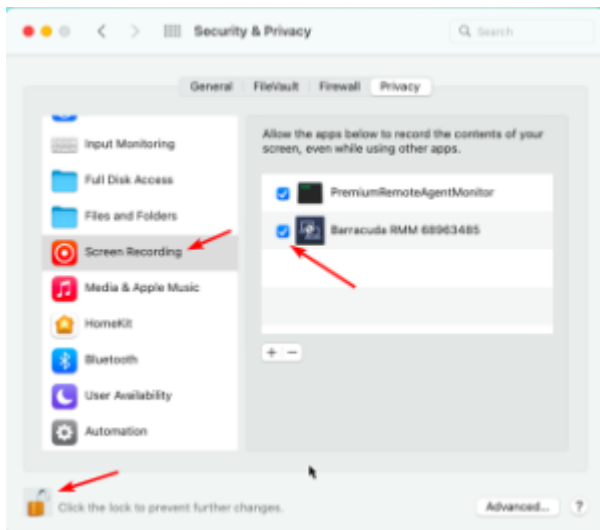 Security & Privacy
Search
General FileVault Firewall Privacy
Input Monitoring
Full Disk Access
Files and Folders
Screen Recording
Media & Apple Music
HomeKit
Bluetooth
User Availability
Automation
Allow the apps below to record the contents of your
screen, even while using other apps.
PremiumRemoteAgentMonitor
Barracuda RMM 68963485
+ −
Click the lock to prevent further changes.
Advanced... ?